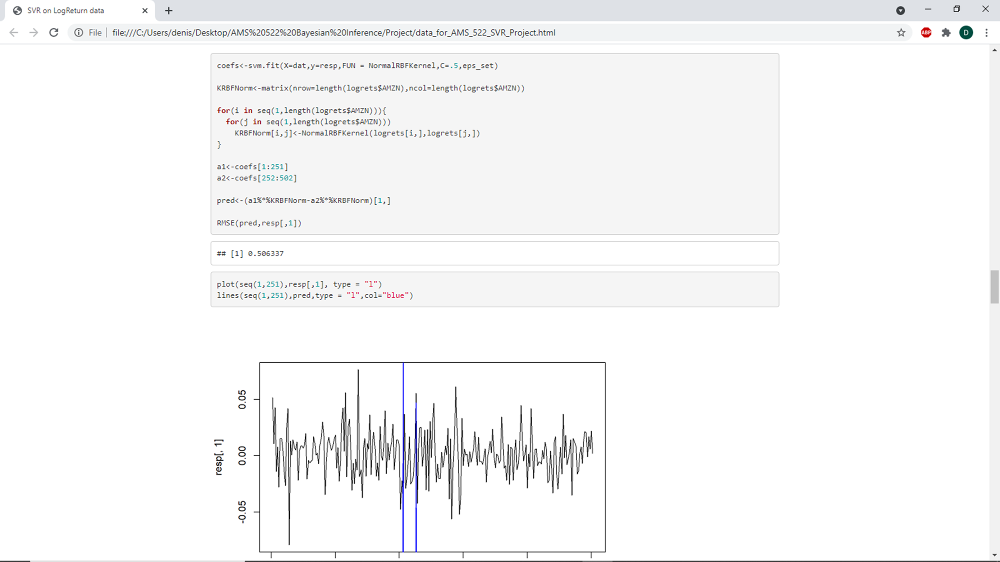 SVR on LogReturn data
File file:///C:/Users/denis/Desktop/AMS%20522%20Bayesian%20Inference/Project/data_for_AMS_522_SVR_Project.html
ABP
D
coefs<-svm.fit(X=dat,y=resp,FUN = NormalRBFKernel,C=.5,eps_set)
KRBFNorm<-matrix(nrow=length(logrets$AMZN),ncol=length(logrets$AMZN))
for(i in seq(1,length(logrets$AMZN))){
for(j in seq(1,length(logrets$AMZN)))
KRBFNorm[i,j]<-NormalRBFKernel(logrets[i,],logrets[j,])
}
a1<-coefs[1:251]
a2<-coefs[252:502]
pred<-(a1%*%KRBFNorm-a2%*%KRBFNorm)[1,]
RMSE(pred,resp[,1])
## [1] 0.506337
plot(seq(1,251),resp[,1], type = "l")
lines(seq(1,251),pred,type = "l",col="blue")
0.05
0.00
-0.05
resp[, 1]